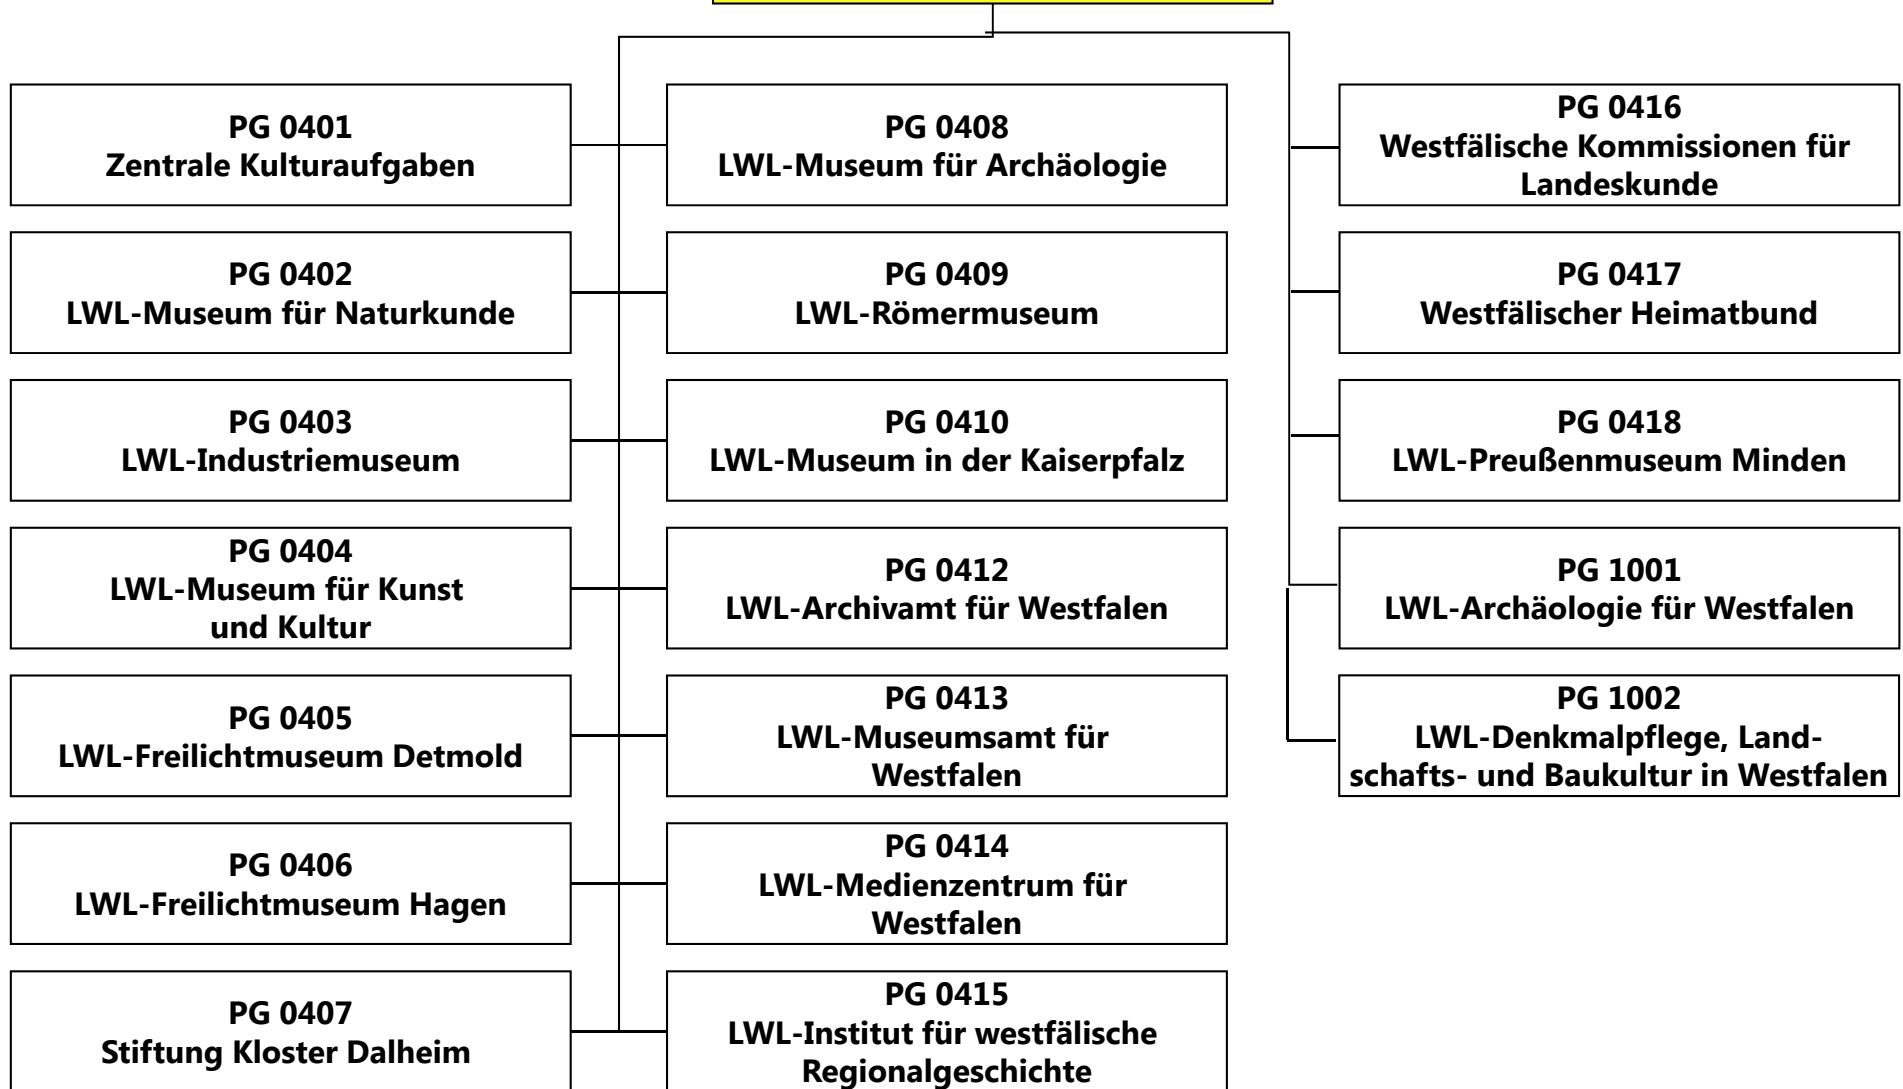 PG 0401
Zentrale Kulturaufgaben
PG 0402
LWL-Museum für Naturkunde
PG 0403
LWL-Industriemuseum
PG 0404
LWL-Museum für Kunst
und Kultur
PG 0405
LWL-Freilichtmuseum Detmold
PG 0406
LWL-Freilichtmuseum Hagen
PG 0407
Stiftung Kloster Dalheim
PG 0408
LWL-Museum für Archäologie
PG 0409
LWL-Römermuseum
PG 0410
LWL-Museum in der Kaiserpfalz
PG 0412
LWL-Archivamt für Westfalen
PG 0413
LWL-Museumsamt für
Westfalen
PG 0414
LWL-Medienzentrum für
Westfalen
PG 0415
LWL-Institut für westfälische
Regionalgeschichte
PG 0416
Westfälische Kommissionen für
Landeskunde
PG 0417
Westfälischer Heimatbund
PG 0418
LWL-Preußenmuseum Minden
PG 1001
LWL-Archäologie für Westfalen
PG 1002
LWL-Denkmalpflege, Land-
schafts- und Baukultur in Westfalen